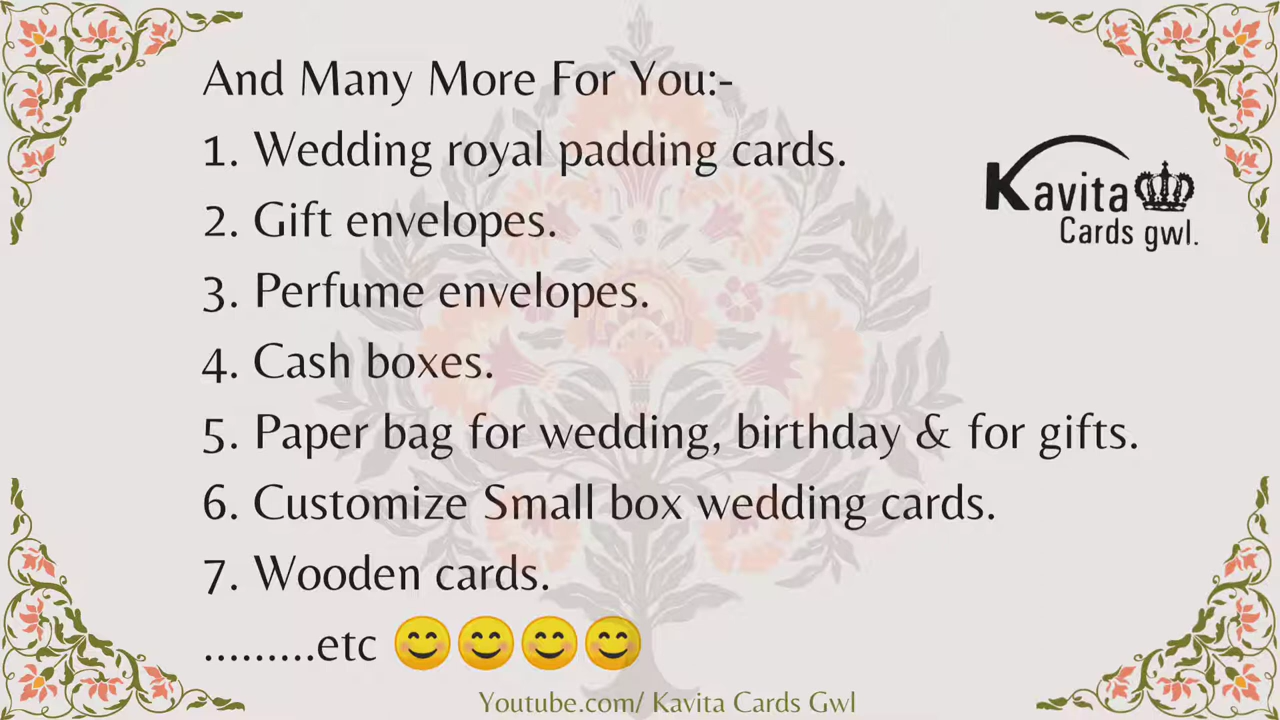 And Many More For You:-
1. Wedding royal padding cards.
Kavita
Cards gwl.
2. Gift envelopes.
3. Perfume envelopes.
4. Cash boxes.
5. Paper bag for wedding, birthday & for gifts.
6. Customize Small box wedding cards.
7. Wooden cards.
.........etc 😊😊😊😊
Youtube.com/ Kavita Cards Gwl